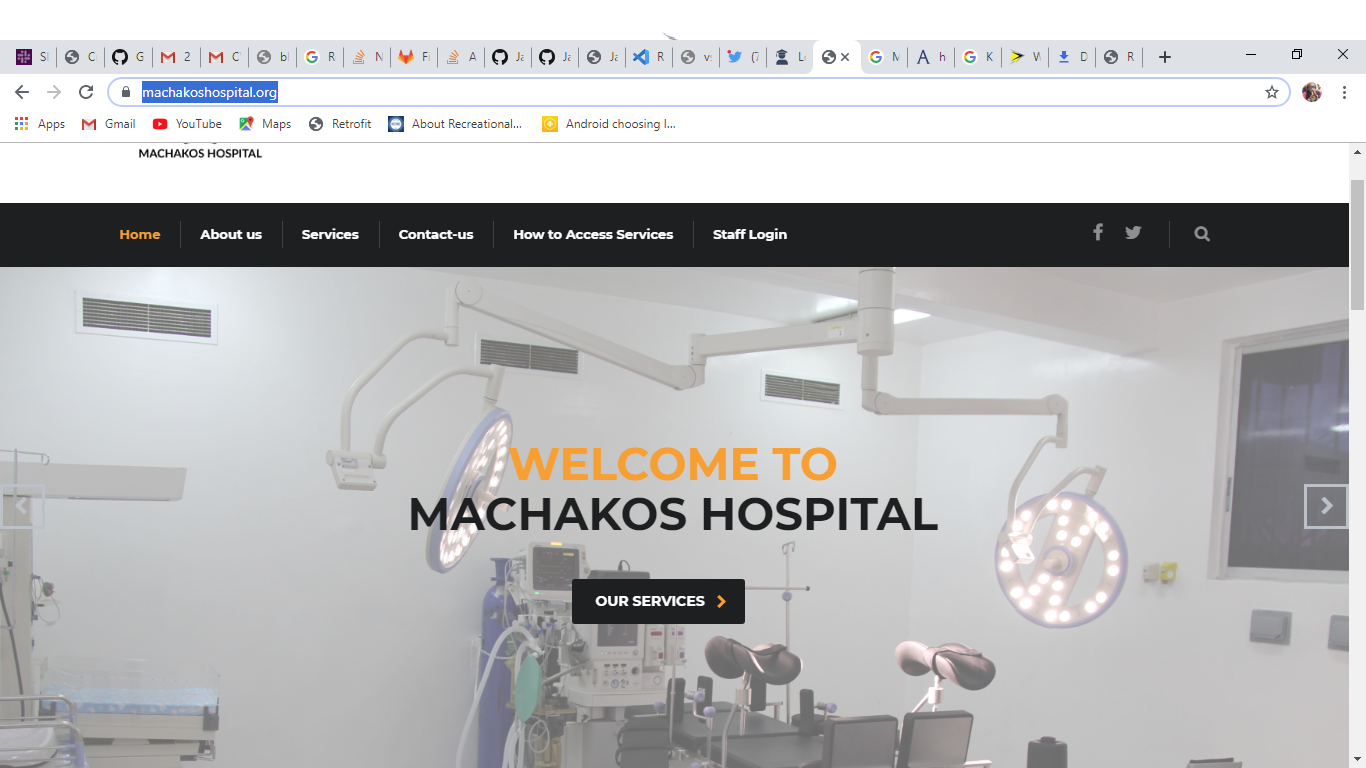 Sl
C
G
2
C'
bl
R
N
Fi
A
Ja
Ja
Ja
R
vs
(7
Le
M
h
K
W
D
R
machakoshospital.org
Apps
Gmail
YouTube
Maps
Retrofit
About Recreational...
Android choosing l...
MACHAKOS HOSPITAL
Home
About us
Services
Contact-us
How to Access Services
Staff Login
WELCOME TO
MACHAKOS HOSPITAL
OUR SERVICES